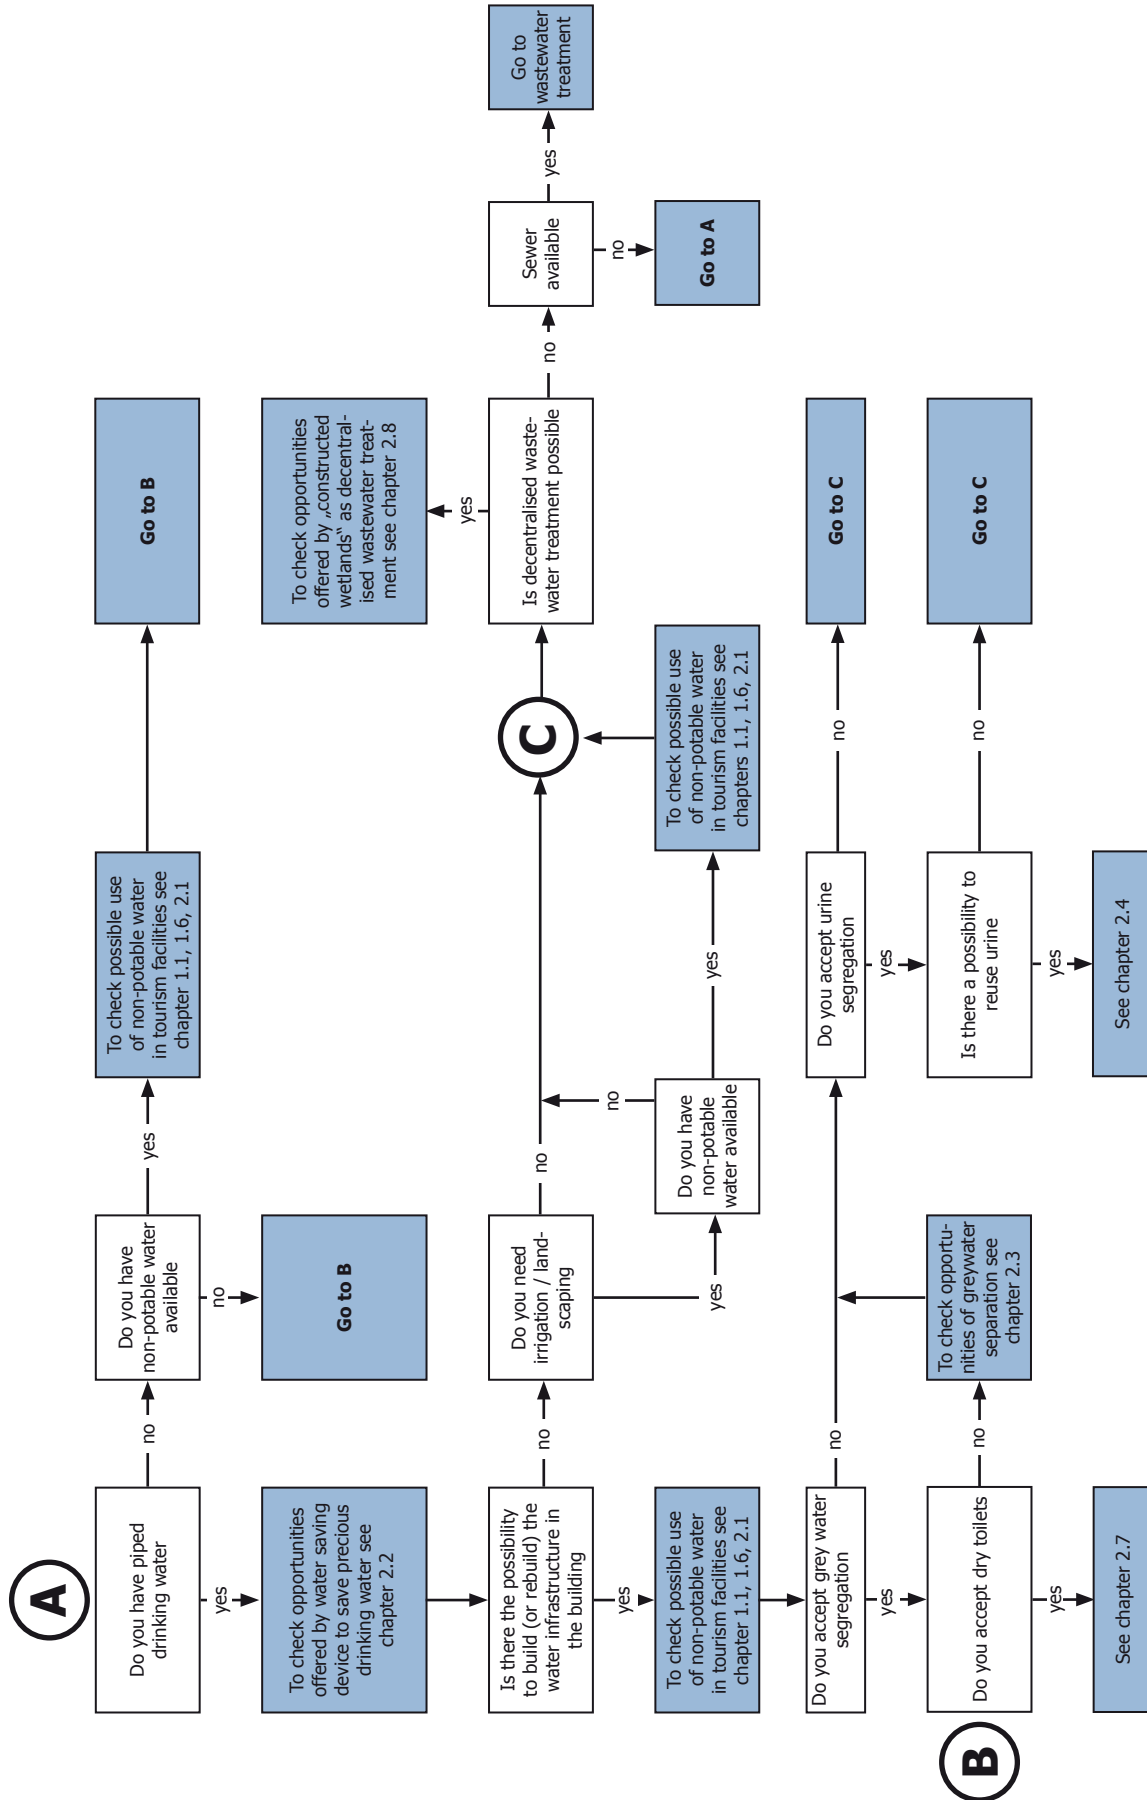 A
Do you have piped
drinking water
no
Do you have
non-potable water
available
yes
To check possible use
of non-potable water
in tourism facilities see
chapter 1.1, 1.6, 2.1
Go to B
yes
no
To check opportunities
offered by water saving
device to save precious
drinking water see
chapter 2.2
Go to B
To check opportunities
offered by „constructed
wetlands“ as decentral-
ised wastewater treat-
ment see chapter 2.8
yes
Is there the possibility
to build (or rebuild) the
water infrastructure in
the building
no
Do you need
irrigation / land-
scaping
no
C
Is decentralised waste-
water treatment possible
no
Sewer
available
yes
Go to
wastewater
treatment
yes
yes
no
no
To check possible use
of non-potable water
in tourism facilities see
chapter 1.1, 1.6, 2.1
Do you have
non-potable
water available
yes
To check possible use
of non-potable water
in tourism facilities see
chapters 1.1, 1.6, 2.1
Go to A
Do you accept grey water
segregation
no
Do you accept urine
segregation
no
Go to C
yes
yes
B
Do you accept dry toilets
no
To check opportu-
nities of greywater
separation see
chapter 2.3
Is there a possibility to
reuse urine
no
Go to C
yes
yes
See chapter 2.7
See chapter 2.4